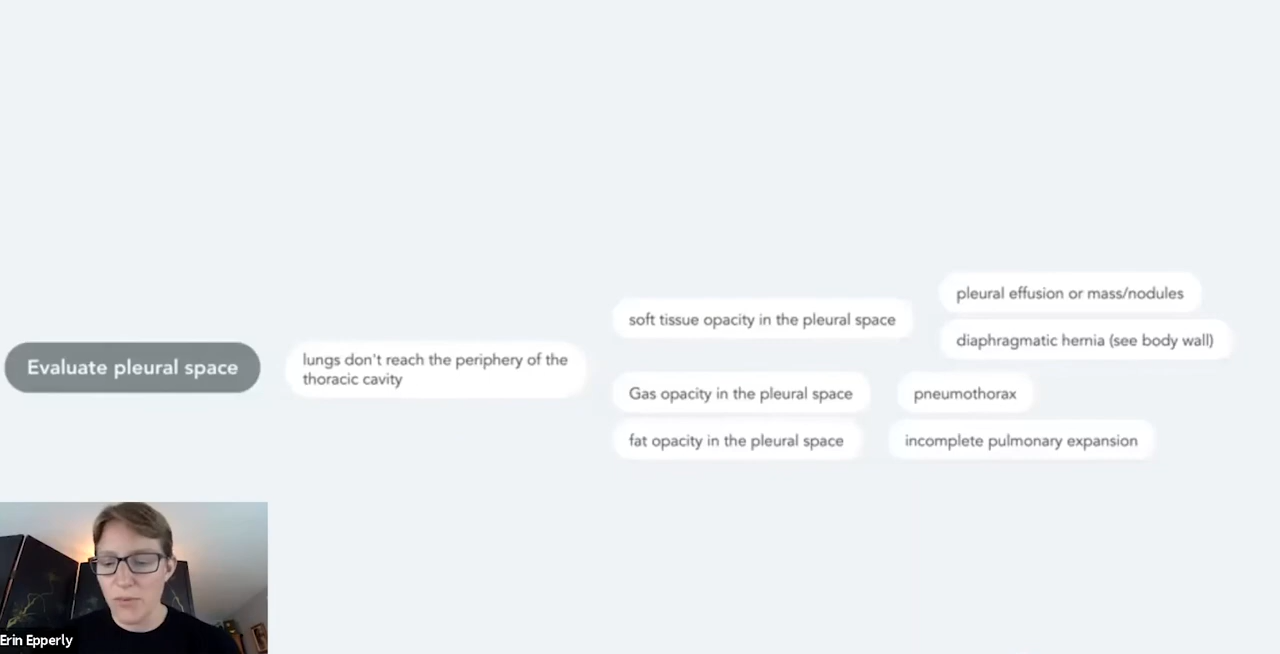 Evaluate pleural space
lungs don't reach the periphery of the
thoracic cavity
soft tissue opacity in the pleural space
pleural effusion or mass/nodules
diaphragmatic hernia (see body wall)
Gas opacity in the pleural space
pneumothorax
fat opacity in the pleural space
incomplete pulmonary expansion
Erin Epperly